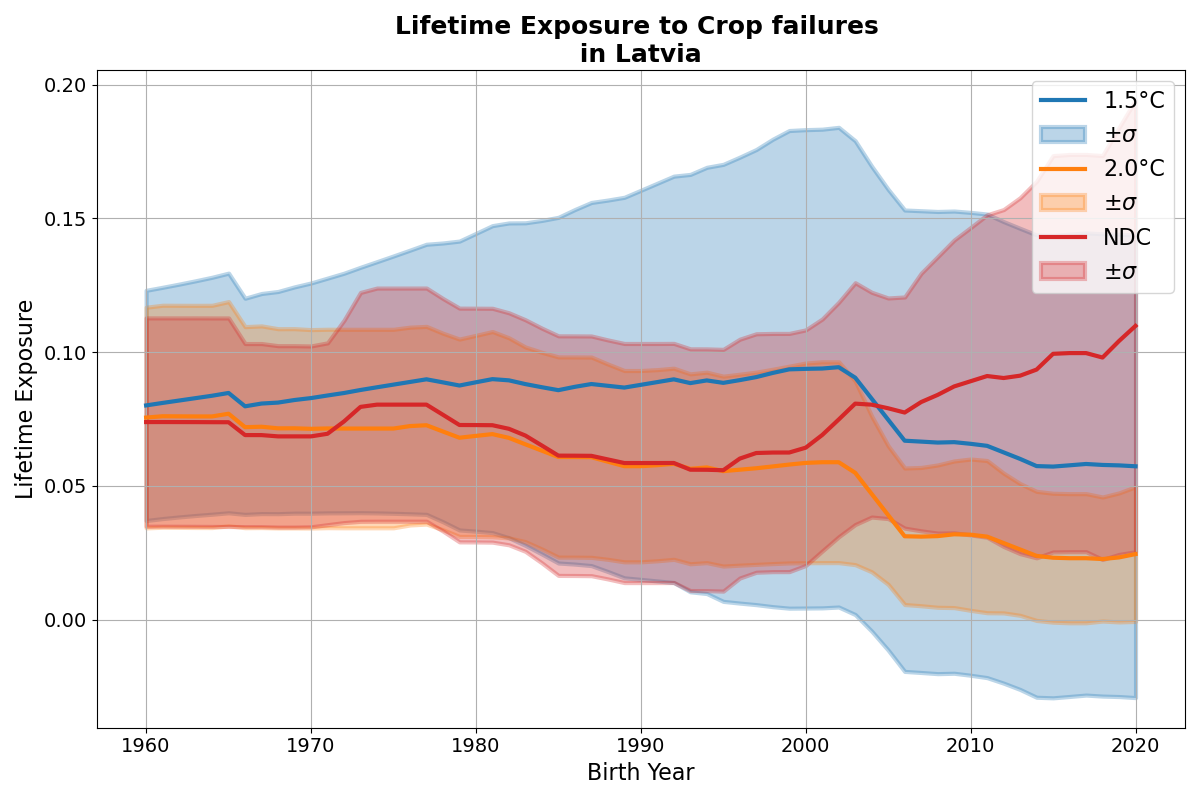 Lifetime Exposure to Crop failures
in Latvia
Lifetime Exposure
0.20
0.15
0.10
0.05
0.00
1960
1970
1980
1990
2000
2010
2020
Birth Year
1.5°C
±σ
2.0°C
±σ
NDC
±σ